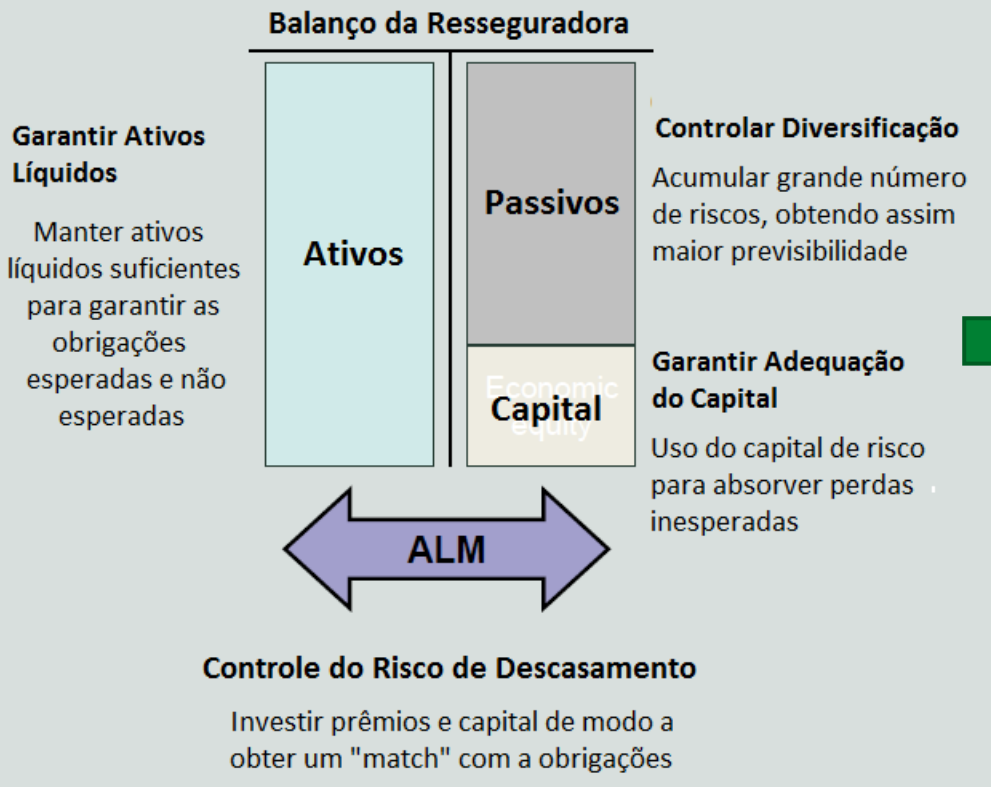 Balanço da Resseguradora
Garantir Ativos
Líquidos
Manter ativos
líquidos suficientes
para garantir as
obrigações
esperadas e não
esperadas
Ativos
Passivos
Economic
equity
Capital
Controlar Diversificação
Acumular grande número
de riscos, obtendo assim
maior previsibilidade
Garantir Adequação
do Capital
Uso do capital de risco
para absorver perdas
inesperadas
ALM
Controle do Risco de Descasamento
Investir prêmios e capital de modo a
obter um "match" com a obrigações